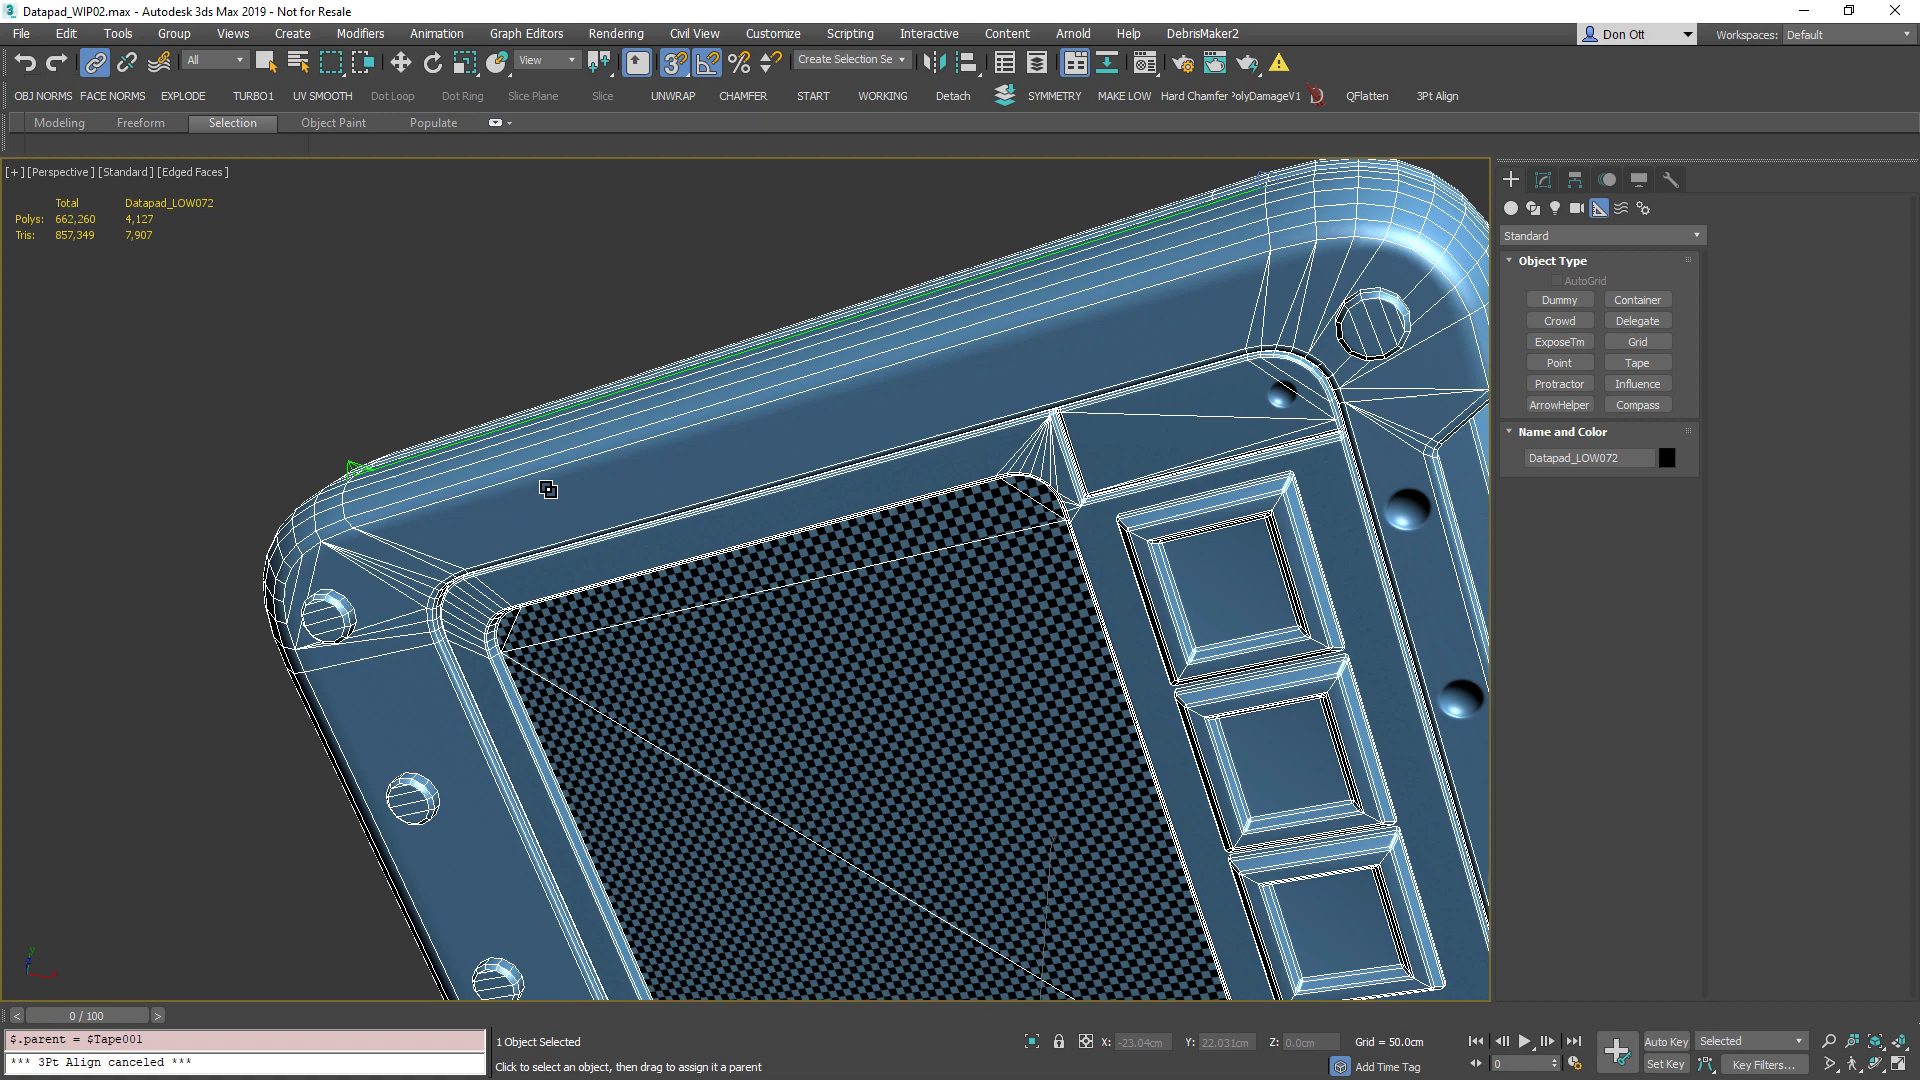 Datapad_WIP02.max - Autodesk 3ds Max 2019 - Not for Resale
File Edit Tools Group Views Create Modifiers Animation Graph Editors Rendering Civil View Customize Scripting Interactive Content Arnold Help DebrisMaker2 Don Ott Workspaces: Default
All View Create Selection Se
OBJ NORMS FACE NORMS EXPLODE TURBO1 UV SMOOTH Dot Loop Dot Ring Slice Plane Slice UNWRAP CHAMFER START WORKING Detach SYMMETRY MAKE LOW Hard Chamfer PolyDamageV1 QFlatten 3Pt Align
Modeling Freeform Selection Object Paint Populate
[+] [Perspective ] [Standard ] [Edged Faces ]
Total Datapad_LOW072
Polys: 662,260 4,127
Tris: 857,349 7,907
Standard
Object Type
AutoGrid
Dummy Container
Crowd Delegate
ExposeTm Grid
Point Tape
Protractor Influence
ArrowHelper Compass
Name and Color
Datapad_LOW072
< 0 / 100 >
$.parent = $Tape001
*** 3Pt Align canceled ***
1 Object Selected
Click to select an object, then drag to assign it a parent
X: -23.04cm Y: 22.031cm Z: 0.0cm Grid = 50.0cm
Add Time Tag
0
Auto Key Selected
Set Key Key Filters...